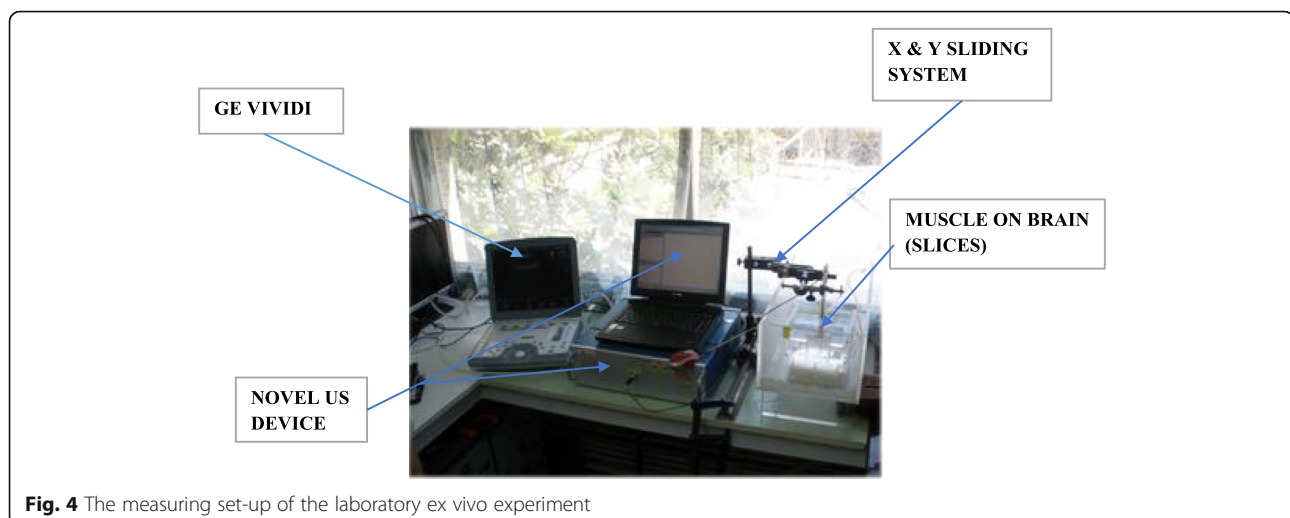 X & Y SLIDING
SYSTEM
GE VIVIDI
MUSCLE ON BRAIN
(SLICES)
NOVEL US
DEVICE
Fig. 4 The measuring set-up of the laboratory ex vivo experiment